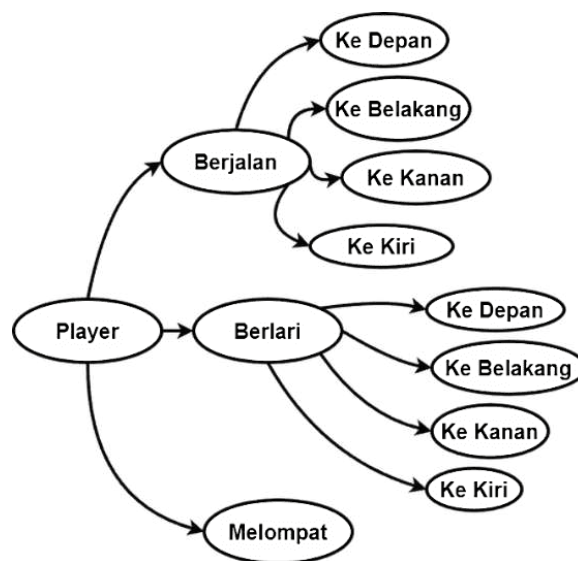 Ke Depan
Ke Belakang
Berjalan
Ke Kanan
Ke Kiri
Ke Depan
Player
Berlari
Ke Belakang
Ke Kanan
Ke Kiri
Melompat